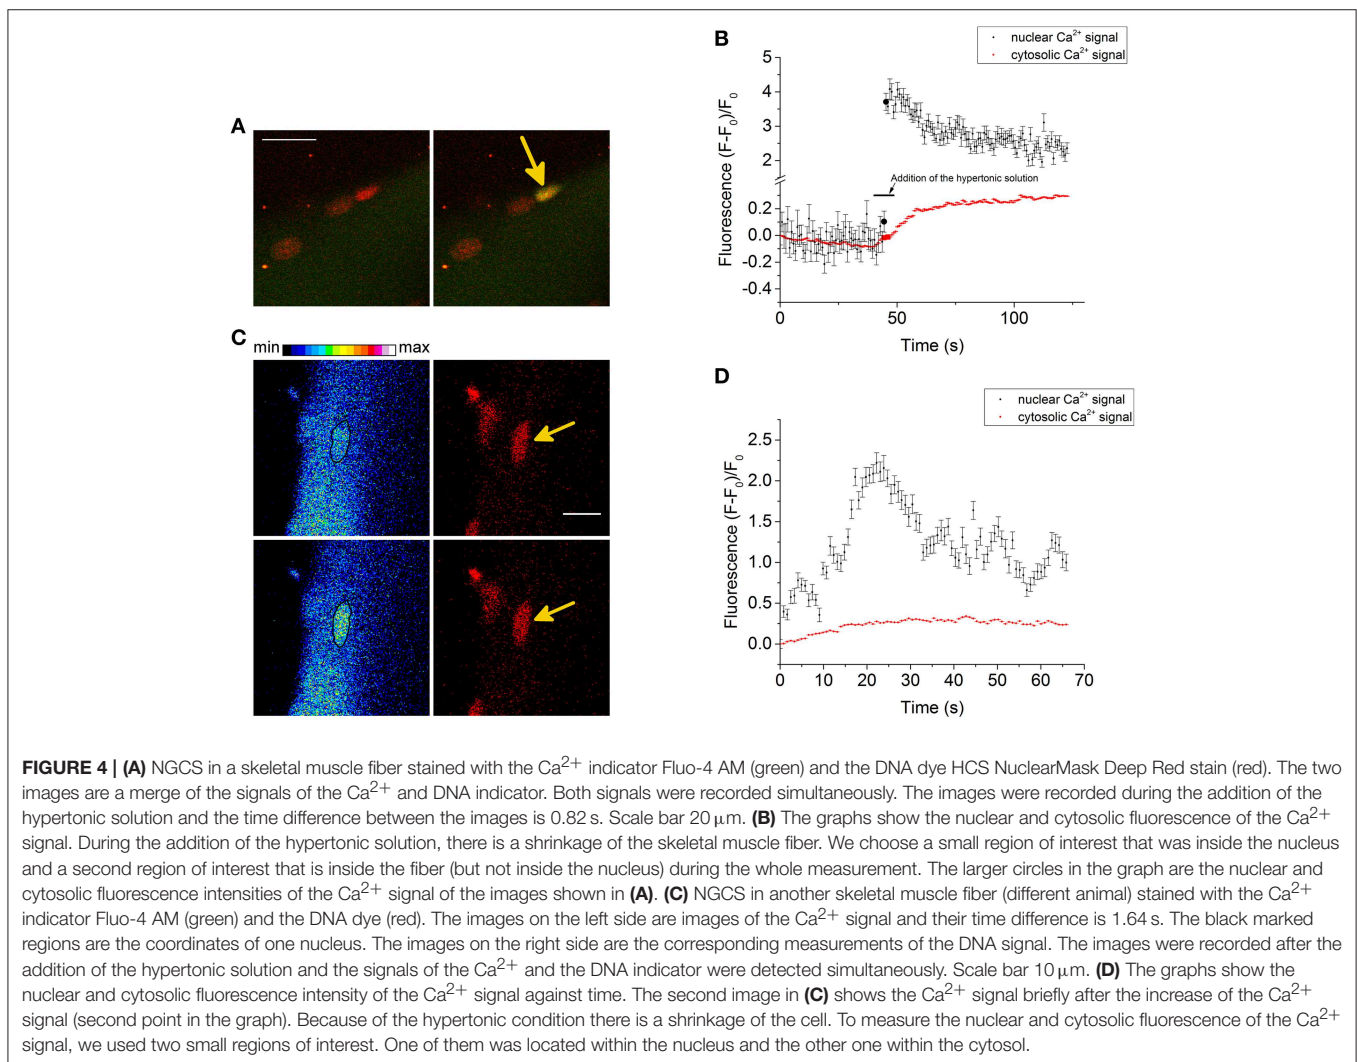 A
B
nuclear Ca2+ signal
cytosolic Ca2+ signal
Fluorescence (F-F0)/F0
5
4
3
2
0.2
0.0
-0.2
-0.4
Addition of the hypertonic solution
0
50
100
Time (s)
C
min
max
D
nuclear Ca2+ signal
cytosolic Ca2+ signal
Fluorescence (F-F0)/F0
2.5
2.0
1.5
1.0
0.5
0.0
0
10
20
30
40
50
60
70
Time (s)
FIGURE 4 | (A) NGCS in a skeletal muscle fiber stained with the Ca2+ indicator Fluo-4 AM (green) and the DNA dye HCS NuclearMask Deep Red stain (red). The two
images are a merge of the signals of the Ca2+ and DNA indicator. Both signals were recorded simultaneously. The images were recorded during the addition of the
hypertonic solution and the time difference between the images is 0.82 s. Scale bar 20 μm. (B) The graphs show the nuclear and cytosolic fluorescence of the Ca2+
signal. During the addition of the hypertonic solution, there is a shrinkage of the skeletal muscle fiber. We choose a small region of interest that was inside the nucleus
and a second region of interest that is inside the fiber (but not inside the nucleus) during the whole measurement. The larger circles in the graph are the nuclear and
cytosolic fluorescence intensities of the Ca2+ signal of the images shown in (A). (C) NGCS in another skeletal muscle fiber (different animal) stained with the Ca2+
indicator Fluo-4 AM (green) and the DNA dye (red). The images on the left side are images of the Ca2+ signal and their time difference is 1.64 s. The black marked
regions are the coordinates of one nucleus. The images on the right side are the corresponding measurements of the DNA signal. The images were recorded after the
addition of the hypertonic solution and the signals of the Ca2+ and the DNA indicator were detected simultaneously. Scale bar 10 μm. (D) The graphs show the
nuclear and cytosolic fluorescence intensity of the Ca2+ signal against time. The second image in (C) shows the Ca2+ signal briefly after the increase of the Ca2+
signal (second point in the graph). Because of the hypertonic condition there is a shrinkage of the cell. To measure the nuclear and cytosolic fluorescence of the Ca2+
signal, we used two small regions of interest. One of them was located within the nucleus and the other one within the cytosol.